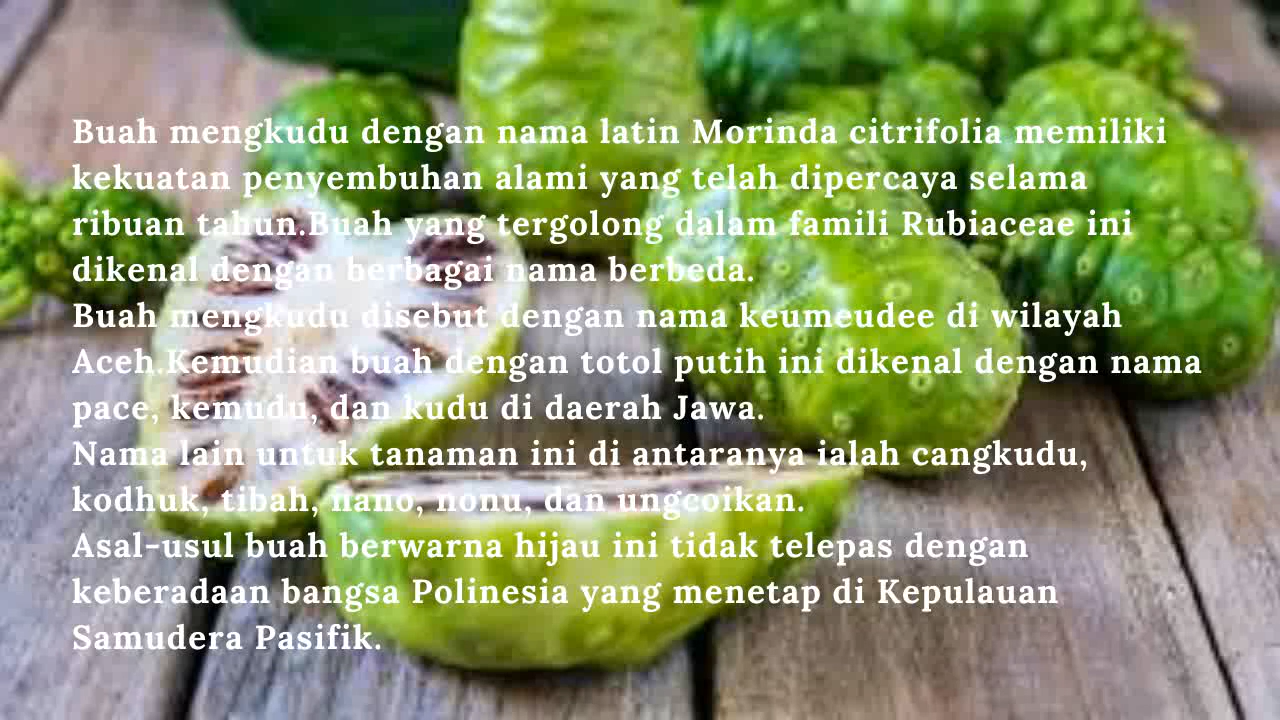 Buah mengkudu dengan nama latin Morinda citrifolia memiliki
kekuatan penyembuhan alami yang telah dipercaya selama
ribuan tahun.Buah yang tergolong dalam famili Rubiaceae ini
dikenal dengan berbagai nama berbeda.
Buah mengkudu disebut dengan nama keumeudee di wilayah
Aceh.Kemudian buah dengan totol putih ini dikenal dengan nama
pace, kemudu, dan kudu di daerah Jawa.
Nama lain untuk tanaman ini di antaranya ialah cangkudu,
kodhuk, tibah, nano, nonu, dan ungcoikan.
Asal-usul buah berwarna hijau ini tidak telepas dengan
keberadaan bangsa Polinesia yang menetap di Kepulauan
Samudera Pasifik.